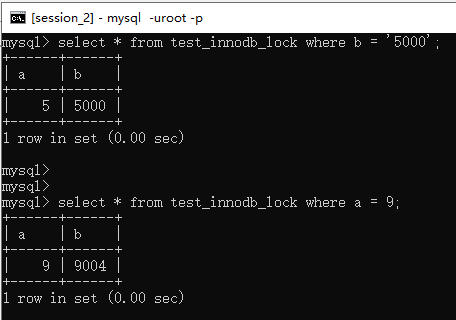 [session_2] - mysql  -uroot -p
mysql> select * from test_innodb_lock where b = '5000';
+------+------+
| a    | b    |
+------+------+
|    5 | 5000 |
+------+------+
1 row in set (0.00 sec)
mysql>
mysql>
mysql> select * from test_innodb_lock where a = 9;
+------+------+
| a    | b    |
+------+------+
|    9 | 9004 |
+------+------+
1 row in set (0.00 sec)